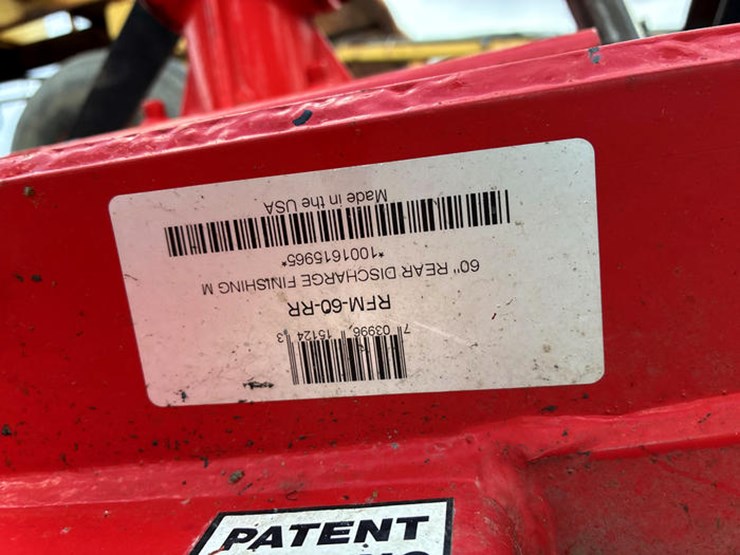 7 03996 15124 3
RFM-60-RR
60" REAR DISCHARGE FINISHING M
*1001615965*
Made in the USA
PATENT